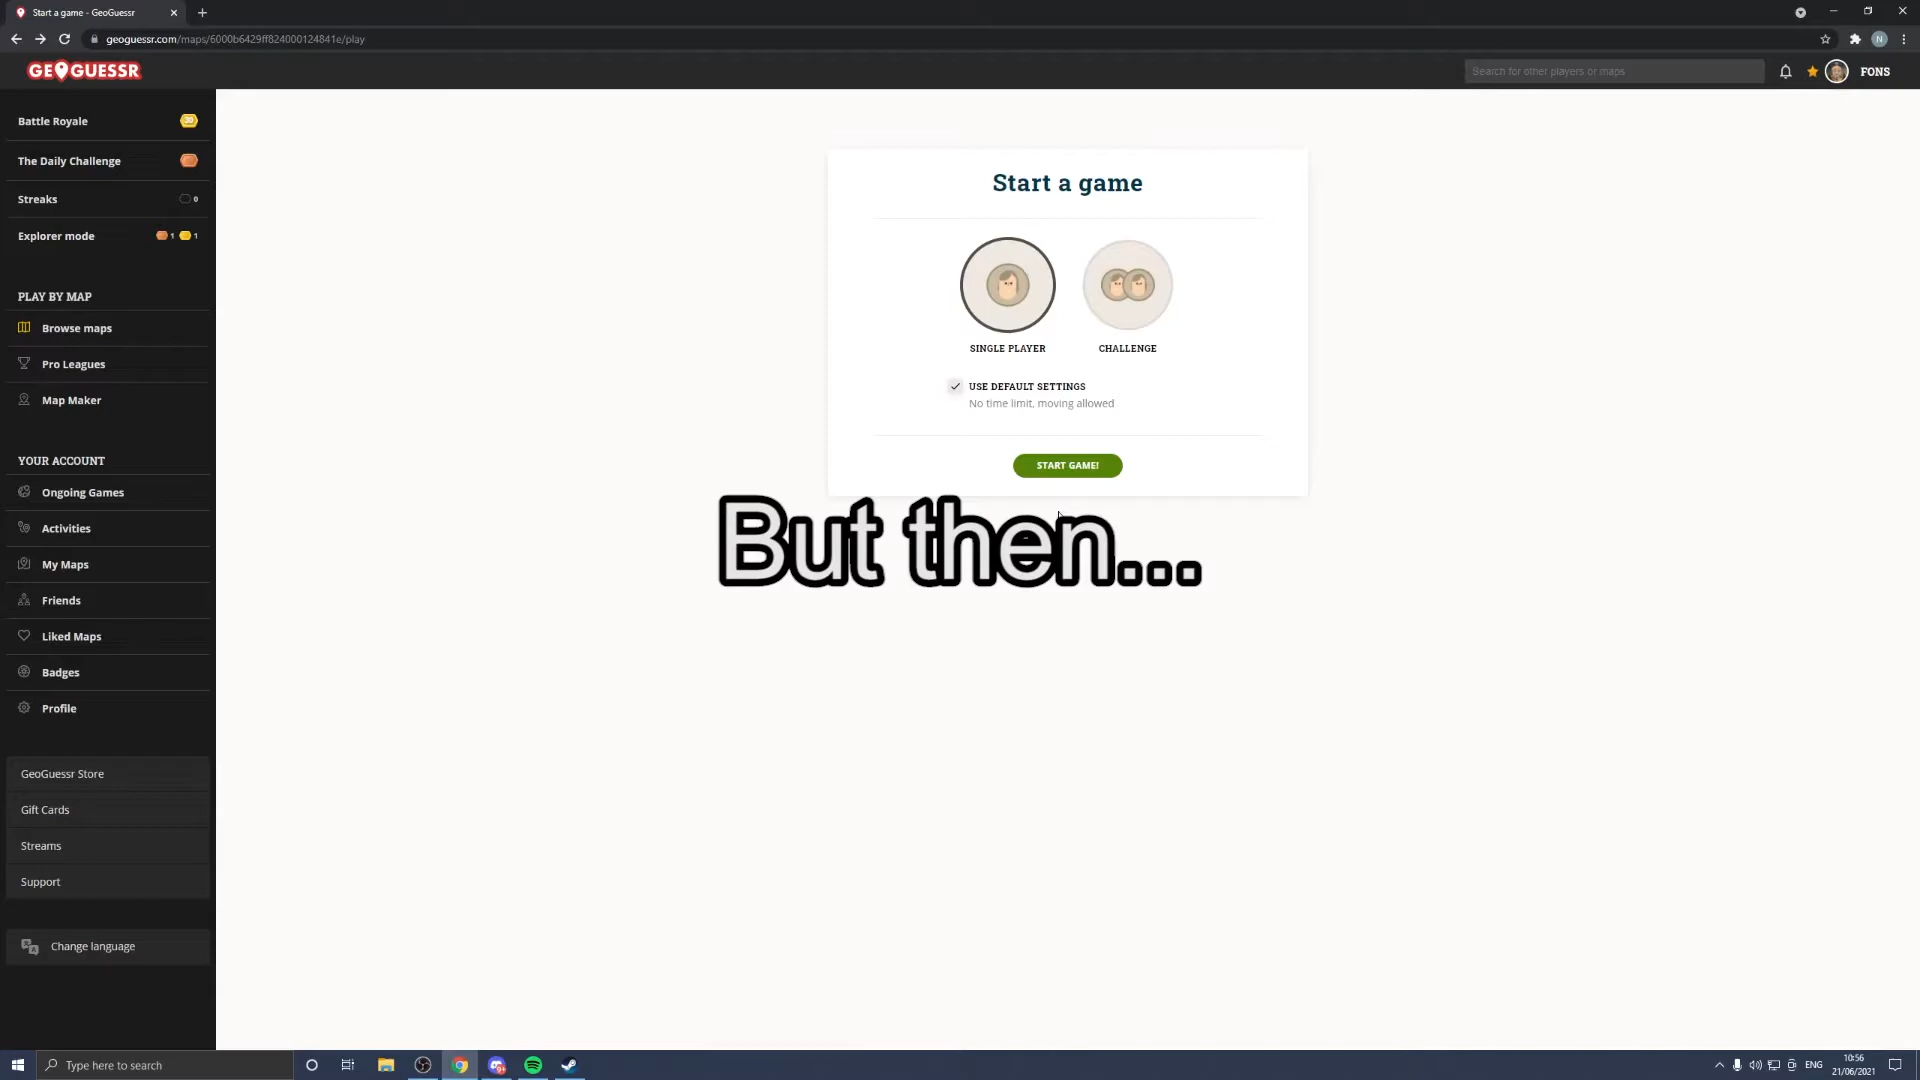 Start a game - GeoGuessr
geoguessr.com/maps/6000b6429ff824000124841e/play
GEOGUESSR
Search for other players or maps
FONS
Battle Royale
30
The Daily Challenge
Streaks
0
Explorer mode
1
1
PLAY BY MAP
Browse maps
Pro Leagues
Map Maker
YOUR ACCOUNT
Ongoing Games
Activities
My Maps
Friends
Liked Maps
Badges
Profile
GeoGuessr Store
Gift Cards
Streams
Support
Change language
Start a game
SINGLE PLAYER
CHALLENGE
USE DEFAULT SETTINGS
No time limit, moving allowed
START GAME!
But then...
Type here to search
ENG
10:56
21/06/2021